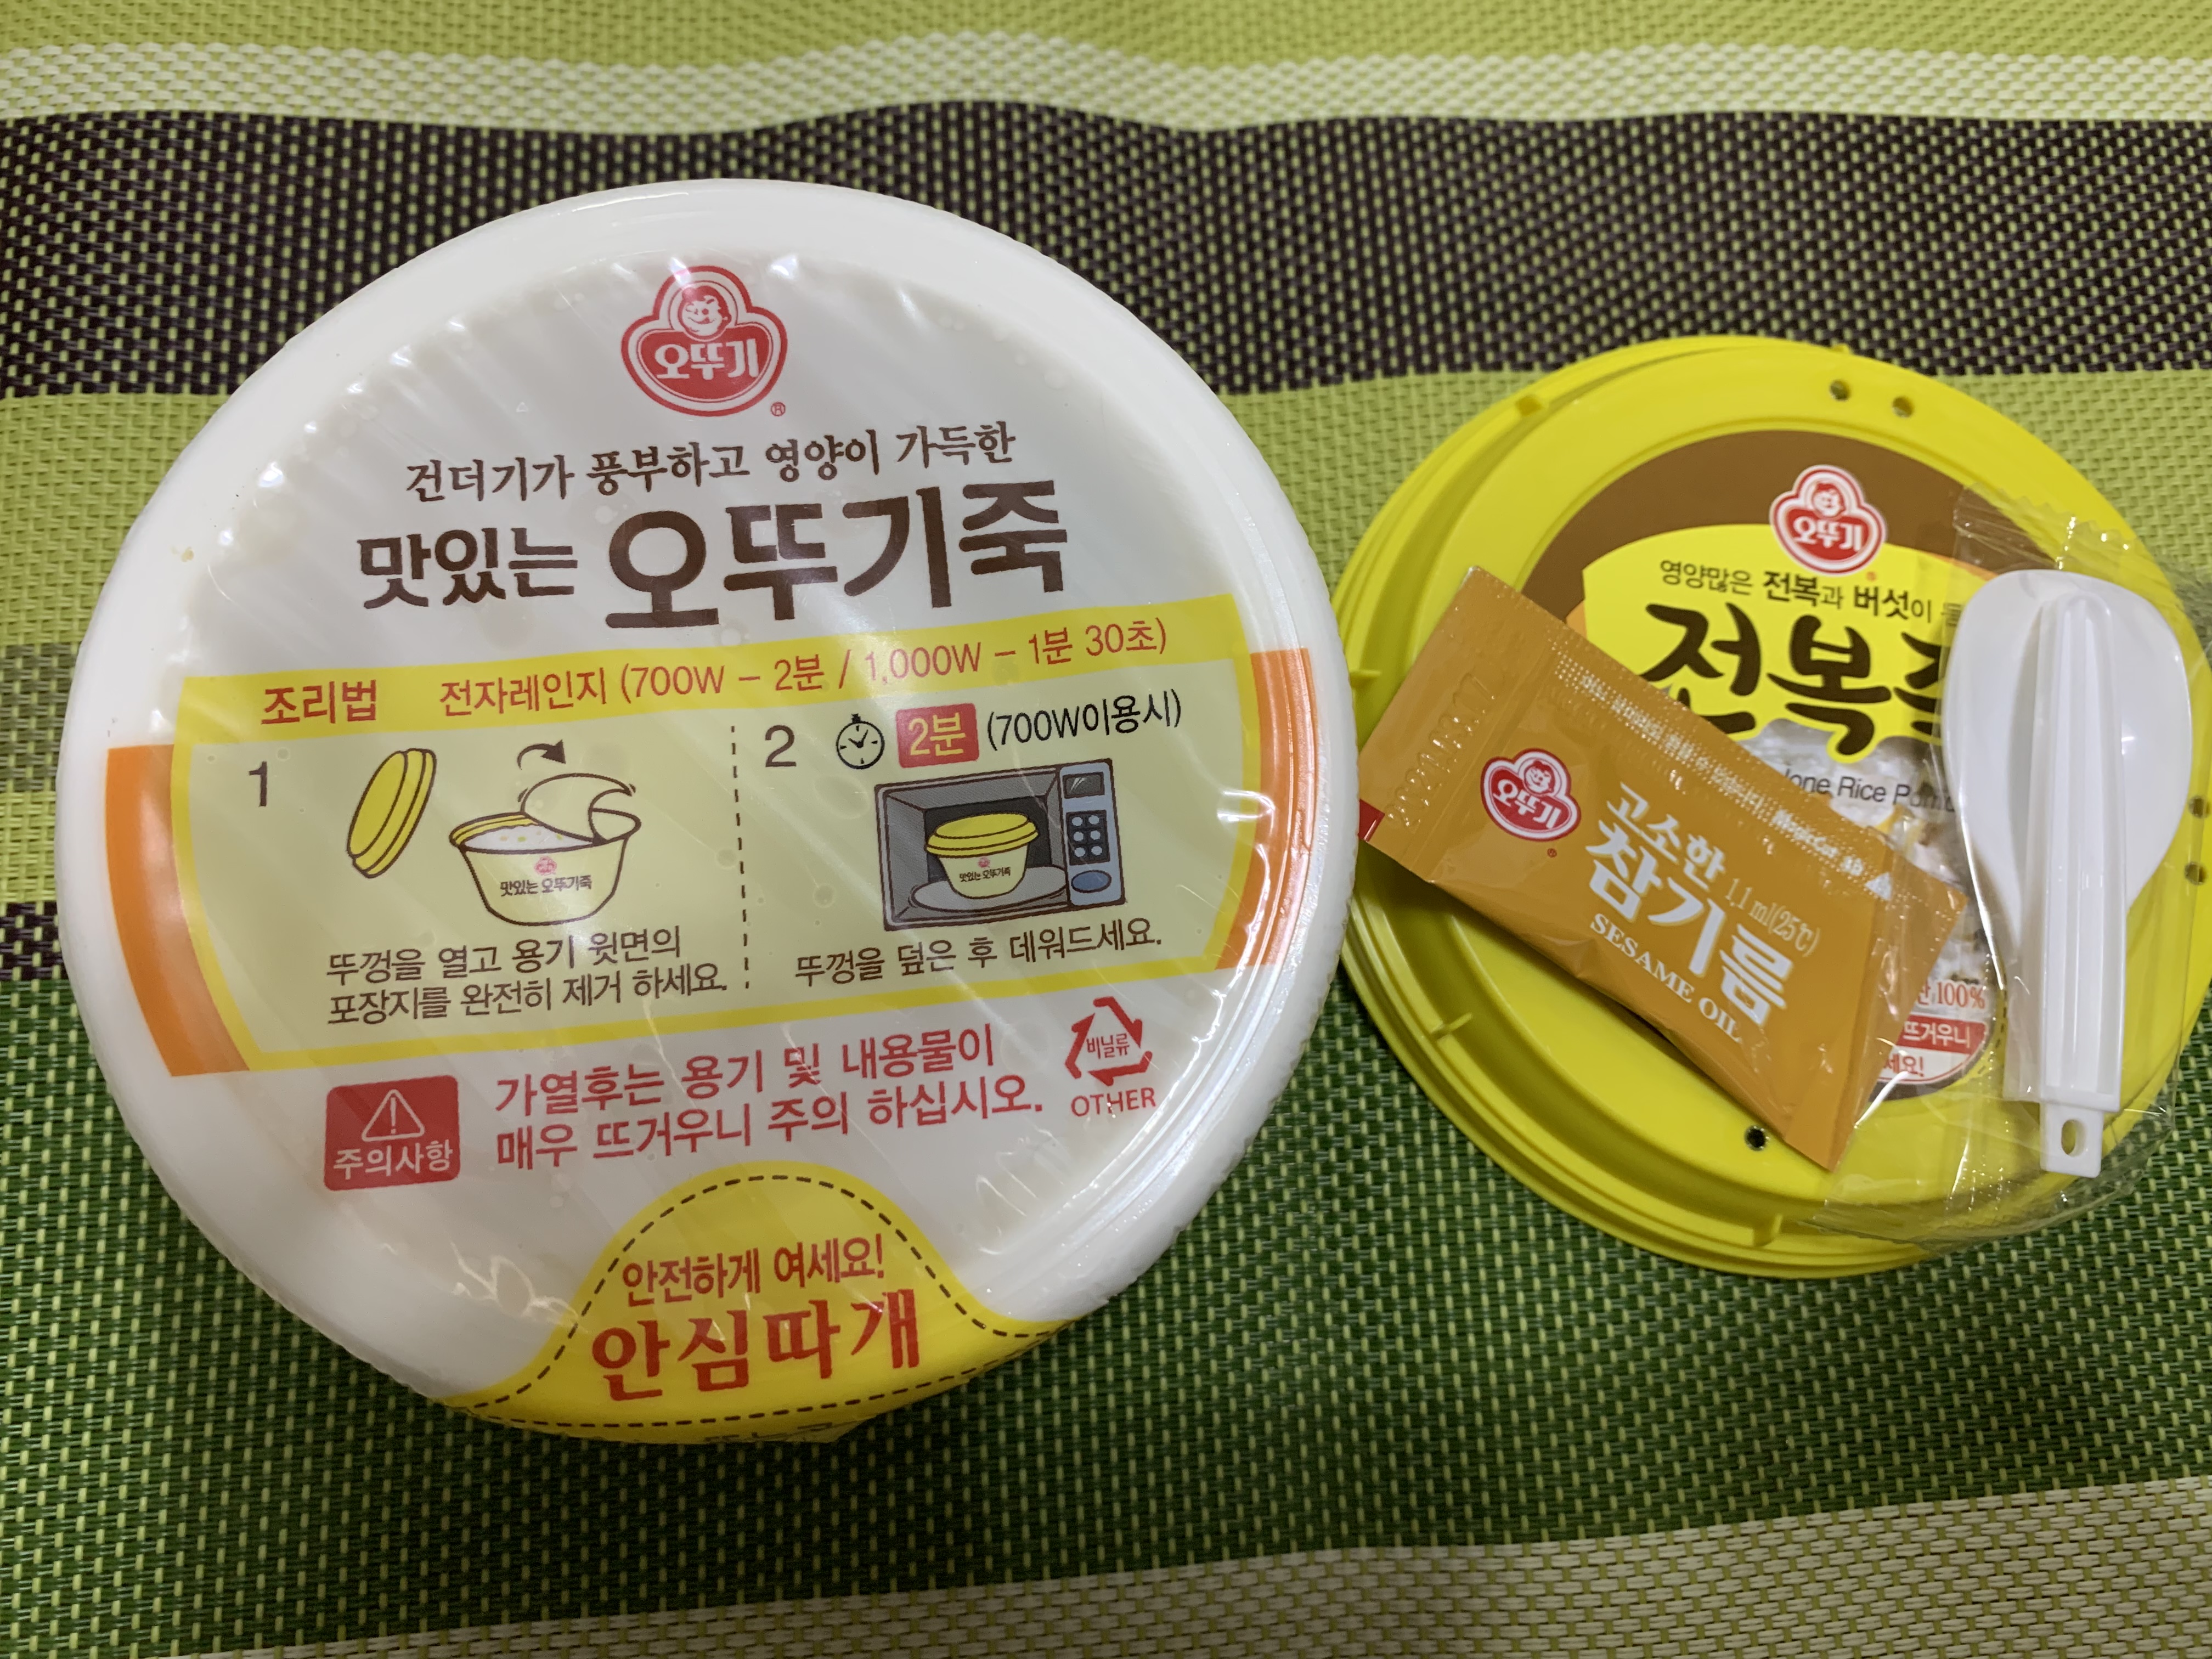 오뚜기
건더기가 풍부하고 영양이 가득한
맛있는 오뚜기죽
조리법 전자레인지 (700W – 2분 / 1,000W – 1분 30초)
1
맛있는 오뚜기죽
뚜껑을 열고 용기 윗면의
포장지를 완전히 제거 하세요.
2 2분 (700W이용시)
맛있는 오뚜기죽
뚜껑을 덮은 후 데워드세요.
주의사항
가열후는 용기 및 내용물이
매우 뜨거우니 주의 하십시오.
비닐류
OTHER
안전하게 여세요!
안심따개
오뚜기
영양많은 전복과 버섯이
전복죽
Rice
100%
뜨거우니
세요!
오뚜기
고소한
참기름
1.1 ml(25℃)
SESAME OIL